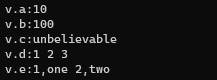 v.a:10
v.b:100
v.c:unbelievable
v.d:1 2 3
v.e:1,one 2,two